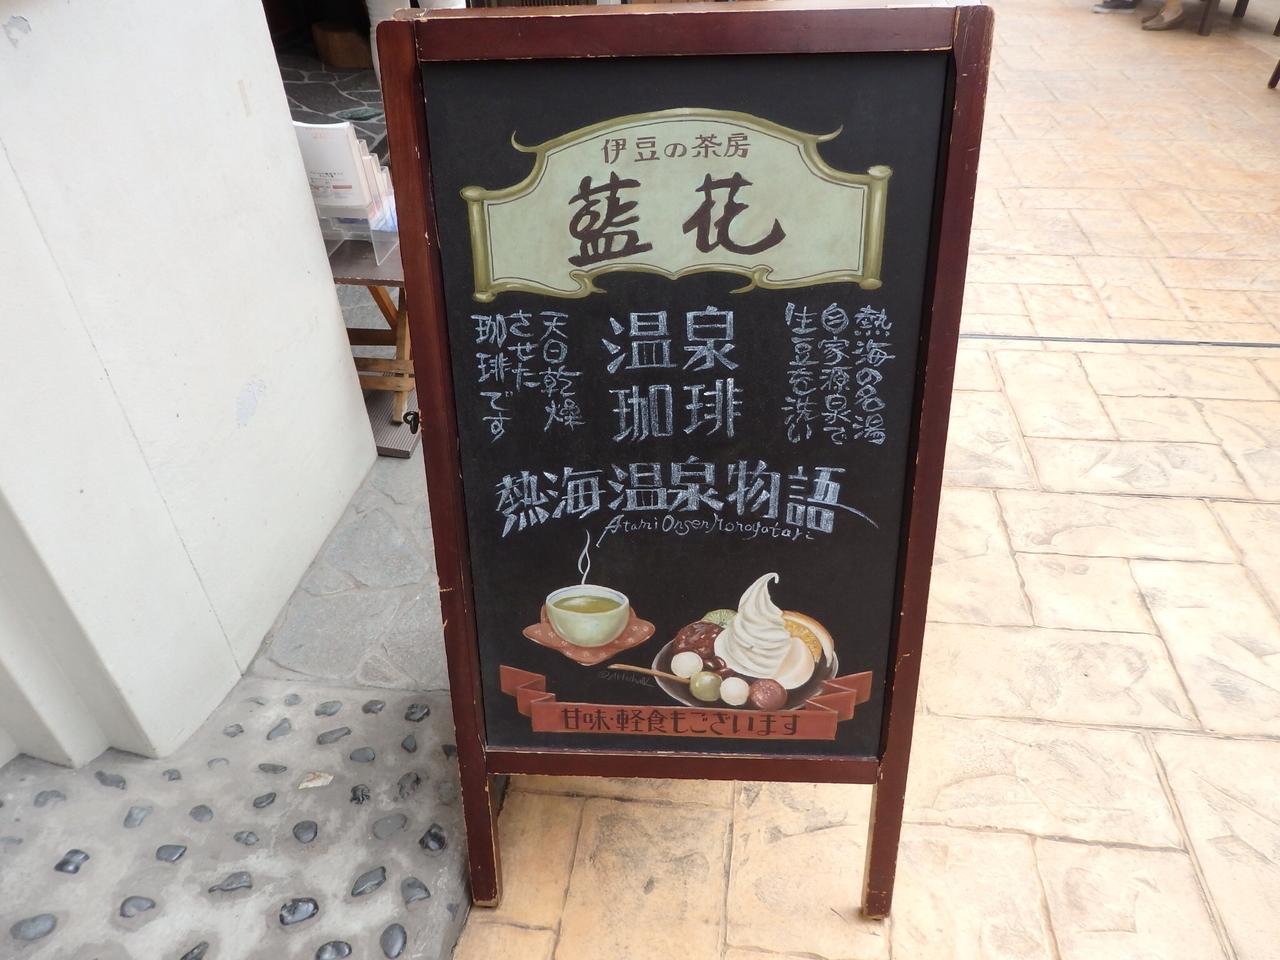 伊豆の茶房
藍花
熱海の名湯
自家源泉で
生豆を洗い
温泉
珈琲
天日乾燥
させた
珈琲です
熱海温泉物語
Atami Onsen Monogatari
甘味・軽食もございます